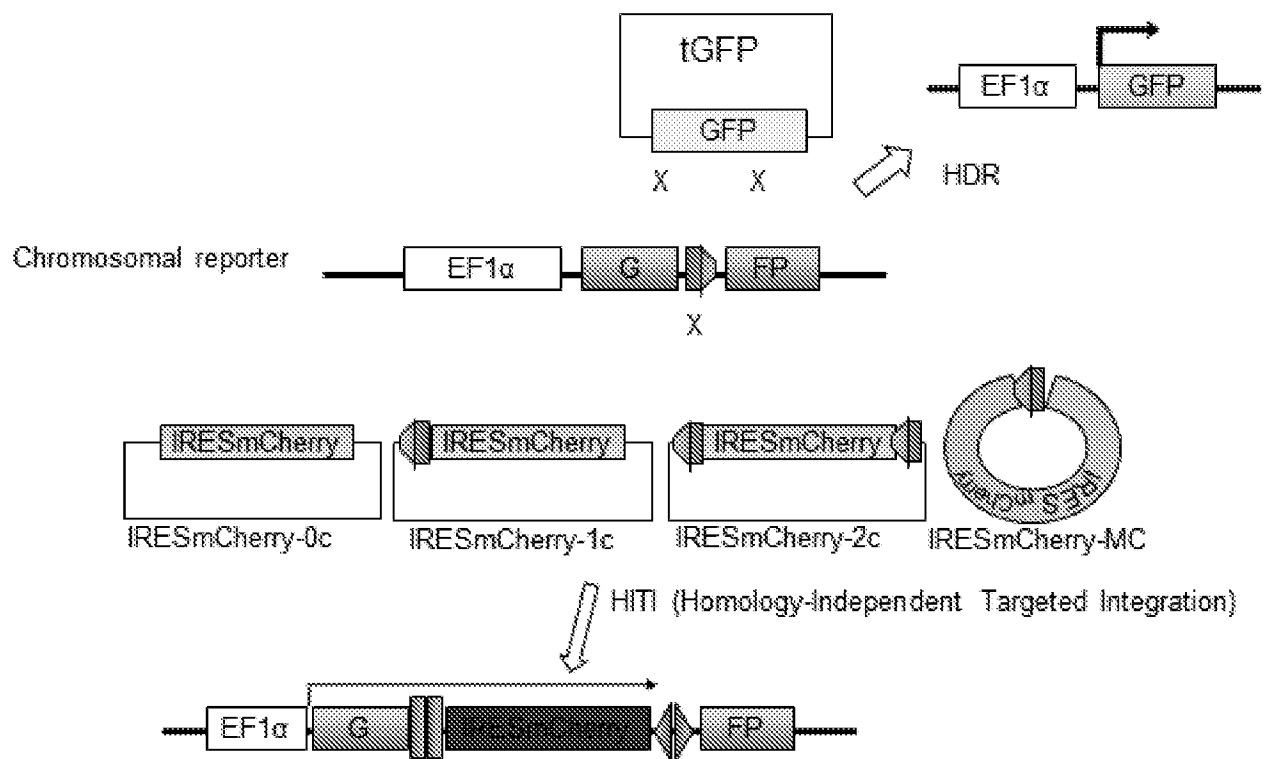 tGFP
GFP
EF1α
GFP
X X
HDR
Chromosomal reporter
EF1α
G
FP
X
IRESmCherry
IRESmCherry
IRESmCherry
IRESmCherry
IRESmCherry-0c
IRESmCherry-1c
IRESmCherry-2c
IRESmCherry-MC
HITI (Homology-Independent Targeted Integration)
EF1α
G
IRESmCherry
FP